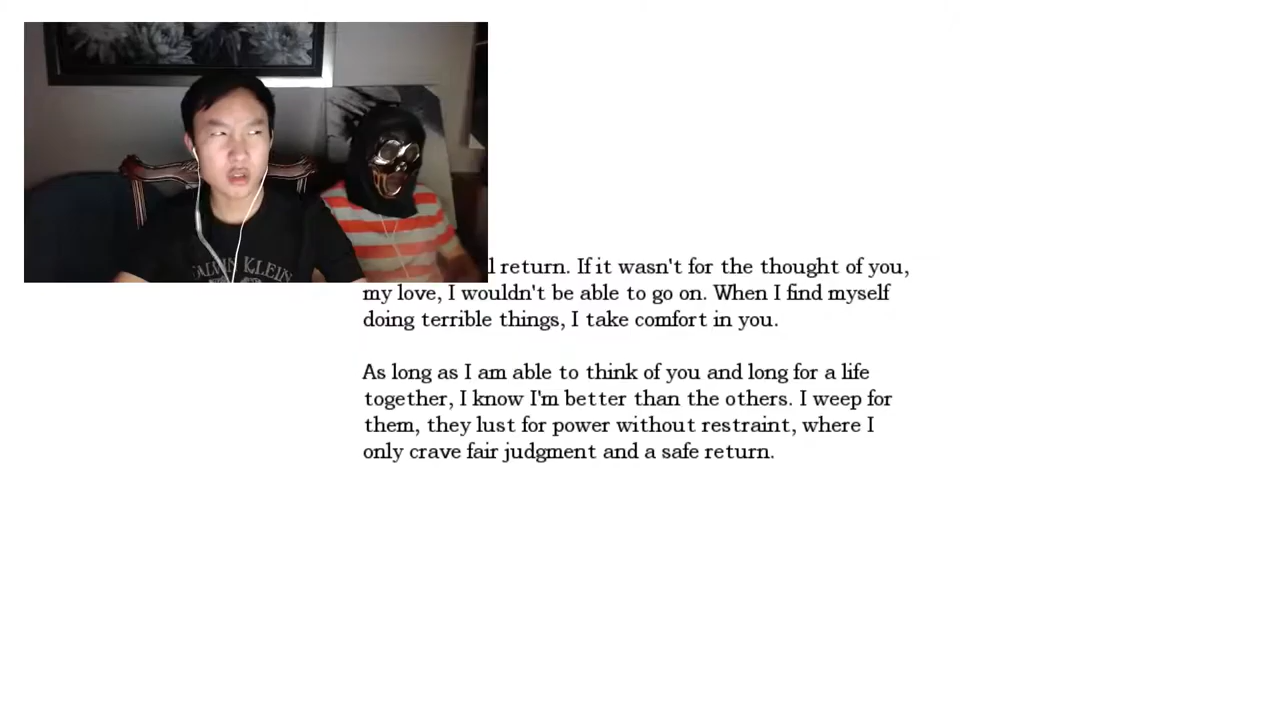 CALVIN KLEIN
return. If it wasn't for the thought of you,
my love, I wouldn't be able to go on. When I find myself
doing terrible things, I take comfort in you.
As long as I am able to think of you and long for a life
together, I know I'm better than the others. I weep for
them, they lust for power without restraint, where I
only crave fair judgment and a safe return.